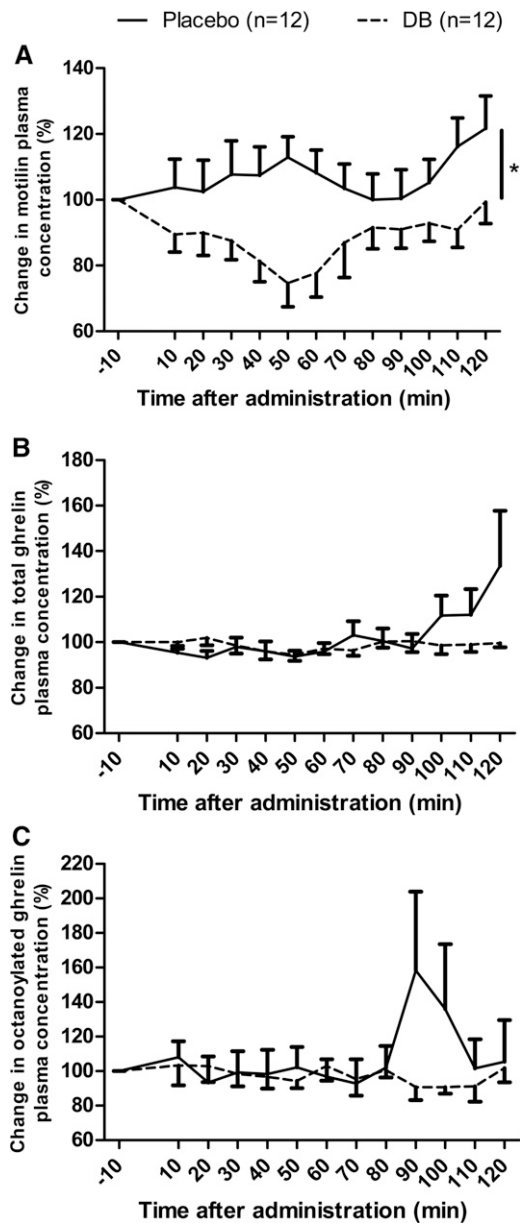 Placebo (n=12) DB (n=12)
A
Change in motilin plasma
concentration (%)
140
120
100
80
60
*
-10 10 20 30 40 50 60 70 80 90 100 110 120
Time after administration (min)
B
Change in total ghrelin
plasma concentration (%)
180
160
140
120
100
80
60
-10 10 20 30 40 50 60 70 80 90 100 110 120
Time after administration (min)
C
Change in octanoylated ghrelin
plasma concentration (%)
220
200
180
160
140
120
100
80
60
-10 10 20 30 40 50 60 70 80 90 100 110 120
Time after administration (min)